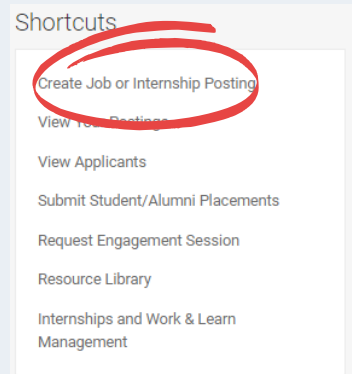 Shortcuts
Create Job or Internship Posting
View Your Postings
View Applicants
Submit Student/Alumni Placements
Request Engagement Session
Resource Library
Internships and Work & Learn
Management